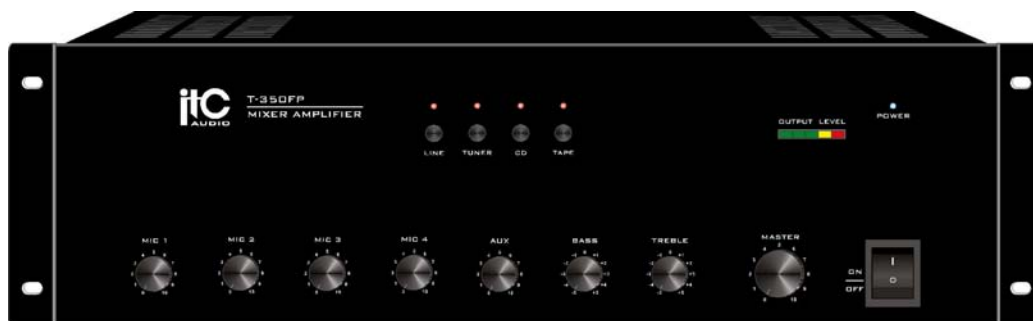 itC
AUDIO
T-350FP
MIXER AMPLIFIER
LINE
TUNER
CD
TAPE
OUTPUT LEVEL
POWER
MIC 1
MIC 2
MIC 3
MIC 4
AUX
BASS
TREBLE
MASTER
ON
OFF
I
O